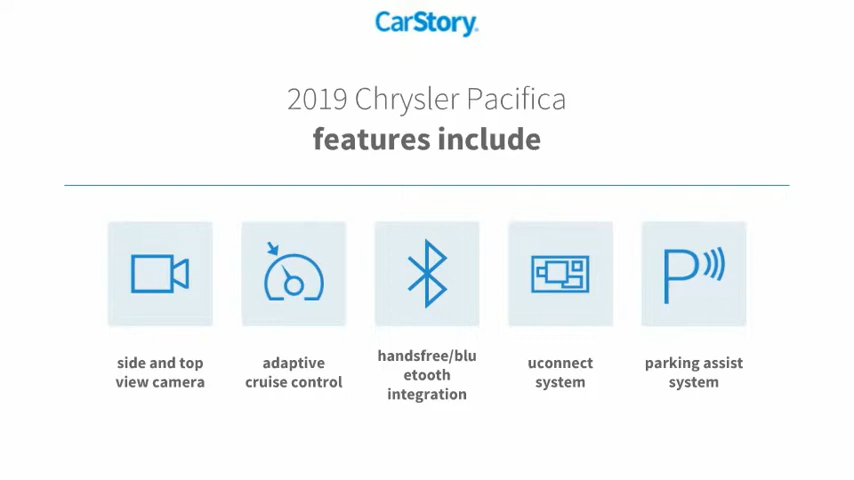 CarStory.
2019 Chrysler Pacifica
features include
side and top
view camera
adaptive
cruise control
handsfree/blu
etooth
integration
uconnect
system
parking assist
system